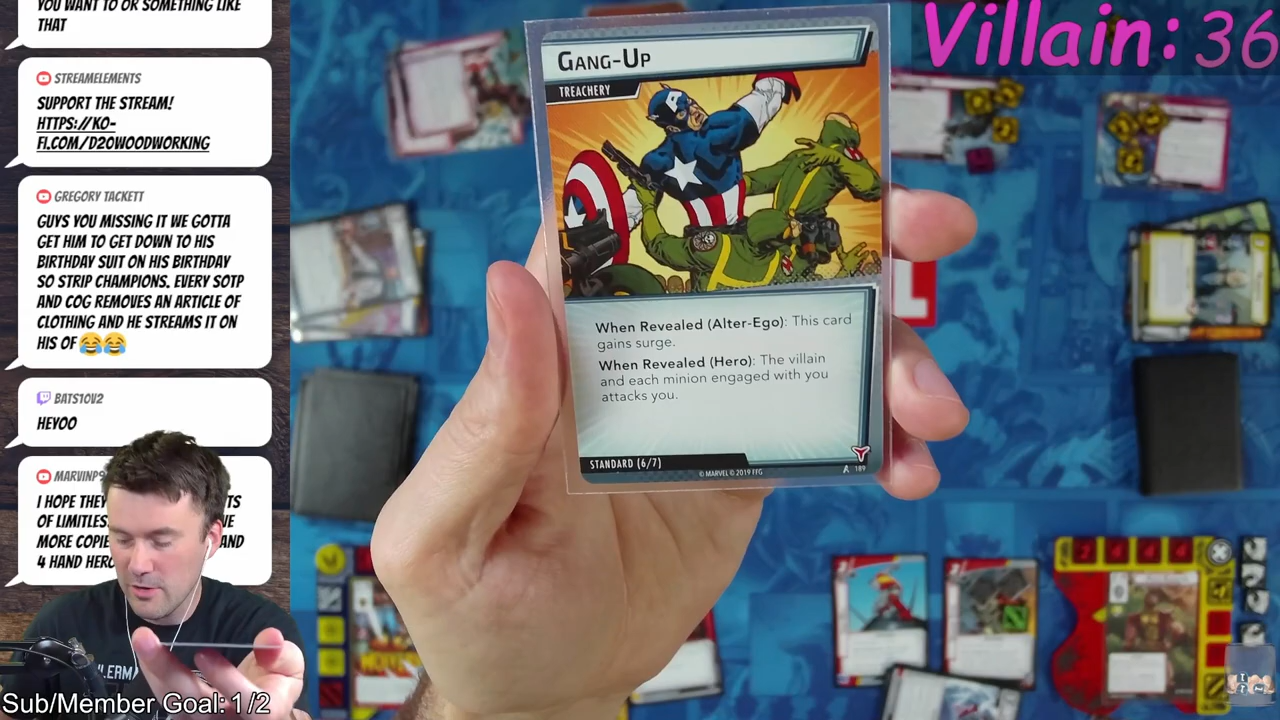 YOU WANT TO OR SOMETHING LIKE
THAT
STREAMELEMENTS
SUPPORT THE STREAM!
HTTPS://KO-
FI.COM/D20WOODWORKING
GREGORY TACKETT
GUYS YOU MISSING IT WE GOTTA
GET HIM TO GET DOWN TO HIS
BIRTHDAY SUIT ON HIS BIRTHDAY
SO STRIP CHAMPIONS. EVERY SOTP
AND COG REMOVES AN ARTICLE OF
CLOTHING AND HE STREAMS IT ON
HIS OF 😂😂
BATS10V2
HEYOO
MARVINP9
I HOPE THEY
OF LIMITLES
MORE COPIE AND
4 HAND HERO
Sub/Member Goal: 1/2
Villain: 36
GANG-UP
TREACHERY
When Revealed (Alter-Ego): This card
gains surge.
When Revealed (Hero): The villain
and each minion engaged with you
attacks you.
STANDARD (6/7)
© MARVEL © 2019 FFG
189